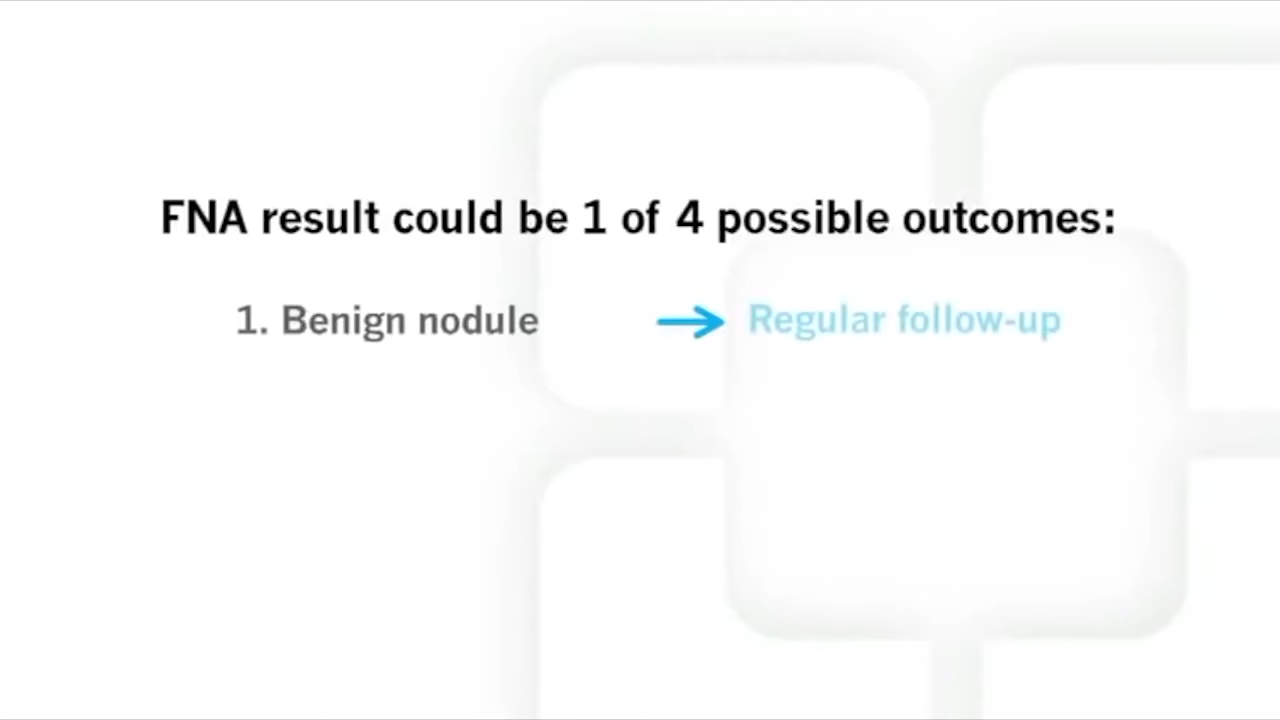 FNA result could be 1 of 4 possible outcomes:
1. Benign nodule → Regular follow-up